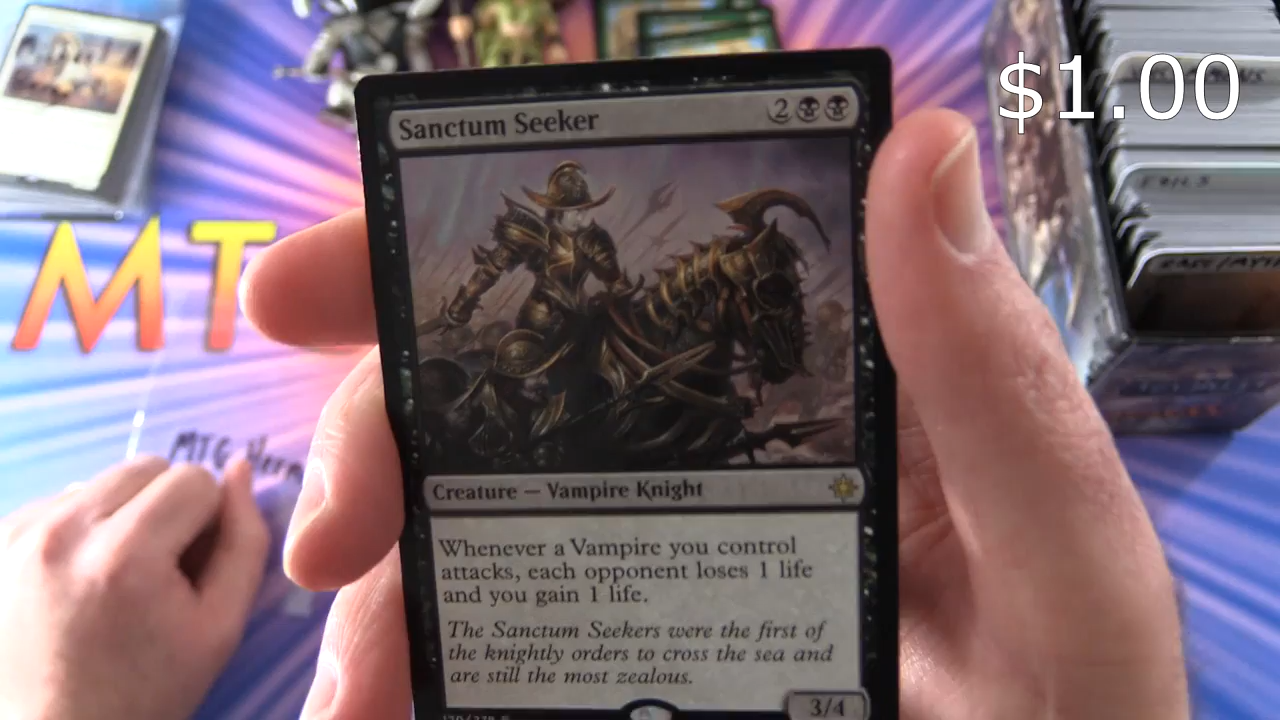 $1.00
Sanctum Seeker
2
MT
MTG
Creature — Vampire Knight
Whenever a Vampire you control
attacks, each opponent loses 1 life
and you gain 1 life.
The Sanctum Seekers were the first of
the knightly orders to cross the sea and
are still the most zealous.
3/4